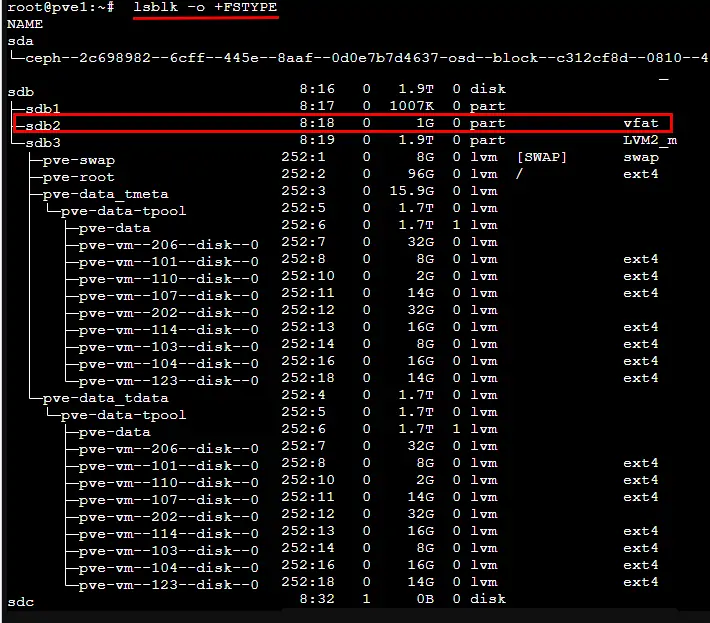 root@pve1:~# lsblk -o +FSTYPE
NAME
sda
└─ceph--2c698982--6cff--445e--8aaf--0d0e7b7d4637-osd--block--c312cf8d--0810--4
sdb 8:16 0 1.9T 0 disk
├─sdb1 8:17 0 1007K 0 part
├─sdb2 8:18 0 1G 0 part vfat
└─sdb3 8:19 0 1.9T 0 part LVM2_m
├─pve-swap 252:1 0 8G 0 lvm [SWAP] swap
├─pve-root 252:2 0 96G 0 lvm / ext4
├─pve-data_tmeta 252:3 0 15.9G 0 lvm
│ └─pve-data-tpool 252:5 0 1.7T 0 lvm
│ ├─pve-data 252:6 0 1.7T 1 lvm
│ ├─pve-vm--206--disk--0 252:7 0 32G 0 lvm
│ ├─pve-vm--101--disk--0 252:8 0 8G 0 lvm ext4
│ ├─pve-vm--110--disk--0 252:10 0 2G 0 lvm ext4
│ ├─pve-vm--107--disk--0 252:11 0 14G 0 lvm ext4
│ ├─pve-vm--202--disk--0 252:12 0 32G 0 lvm
│ ├─pve-vm--114--disk--0 252:13 0 16G 0 lvm ext4
│ ├─pve-vm--103--disk--0 252:14 0 8G 0 lvm ext4
│ ├─pve-vm--104--disk--0 252:16 0 16G 0 lvm ext4
│ └─pve-vm--123--disk--0 252:18 0 14G 0 lvm ext4
└─pve-data_tdata 252:4 0 1.7T 0 lvm
└─pve-data-tpool 252:5 0 1.7T 0 lvm
├─pve-data 252:6 0 1.7T 1 lvm
├─pve-vm--206--disk--0 252:7 0 32G 0 lvm
├─pve-vm--101--disk--0 252:8 0 8G 0 lvm ext4
├─pve-vm--110--disk--0 252:10 0 2G 0 lvm ext4
├─pve-vm--107--disk--0 252:11 0 14G 0 lvm ext4
├─pve-vm--202--disk--0 252:12 0 32G 0 lvm
├─pve-vm--114--disk--0 252:13 0 16G 0 lvm ext4
├─pve-vm--103--disk--0 252:14 0 8G 0 lvm ext4
├─pve-vm--104--disk--0 252:16 0 16G 0 lvm ext4
└─pve-vm--123--disk--0 252:18 0 14G 0 lvm ext4
sdc 8:32 1 0B 0 disk